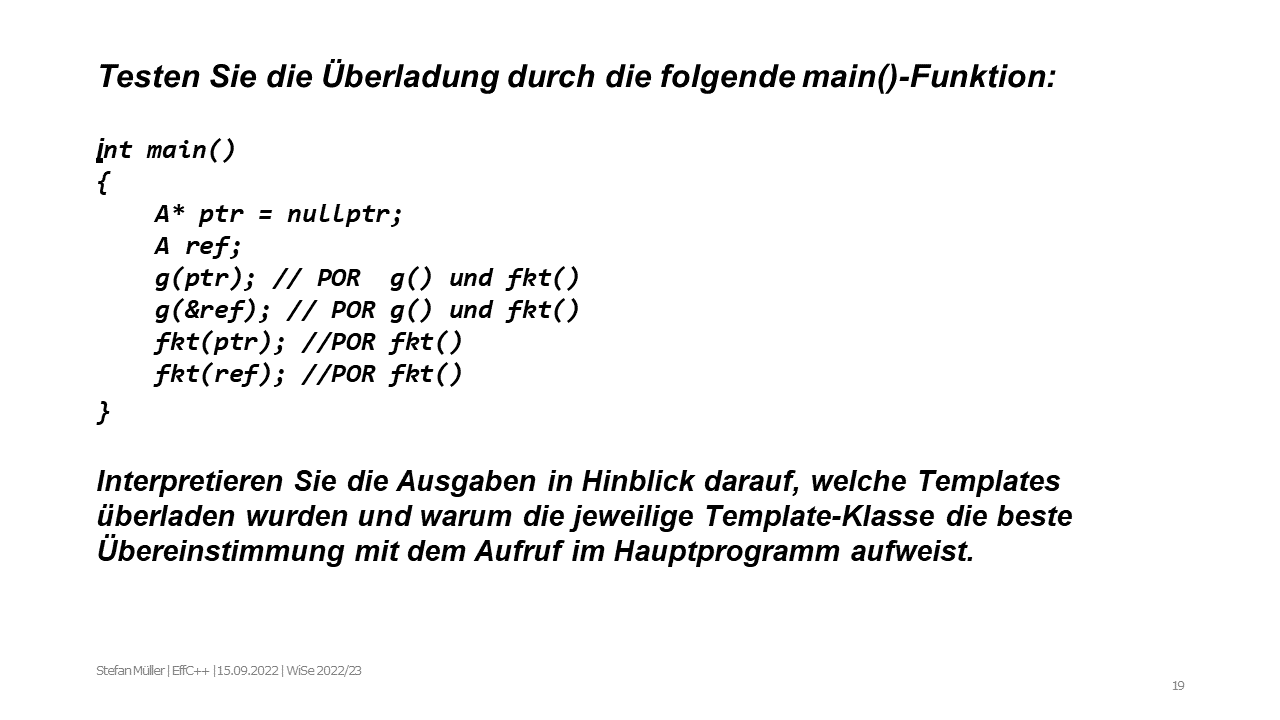 Testen Sie die Überladung durch die folgende main()-Funktion:
int main()
{
A* ptr = nullptr;
A ref;
g(ptr); // POR  g() und fkt()
g(&ref); // POR g() und fkt()
fkt(ptr); //POR fkt()
fkt(ref); //POR fkt()
}
Interpretieren Sie die Ausgaben in Hinblick darauf, welche Templates
überladen wurden und warum die jeweilige Template-Klasse die beste
Übereinstimmung mit dem Aufruf im Hauptprogramm aufweist.
Stefan Müller | EffC++ | 15.09.2022 | WiSe 2022/23
19